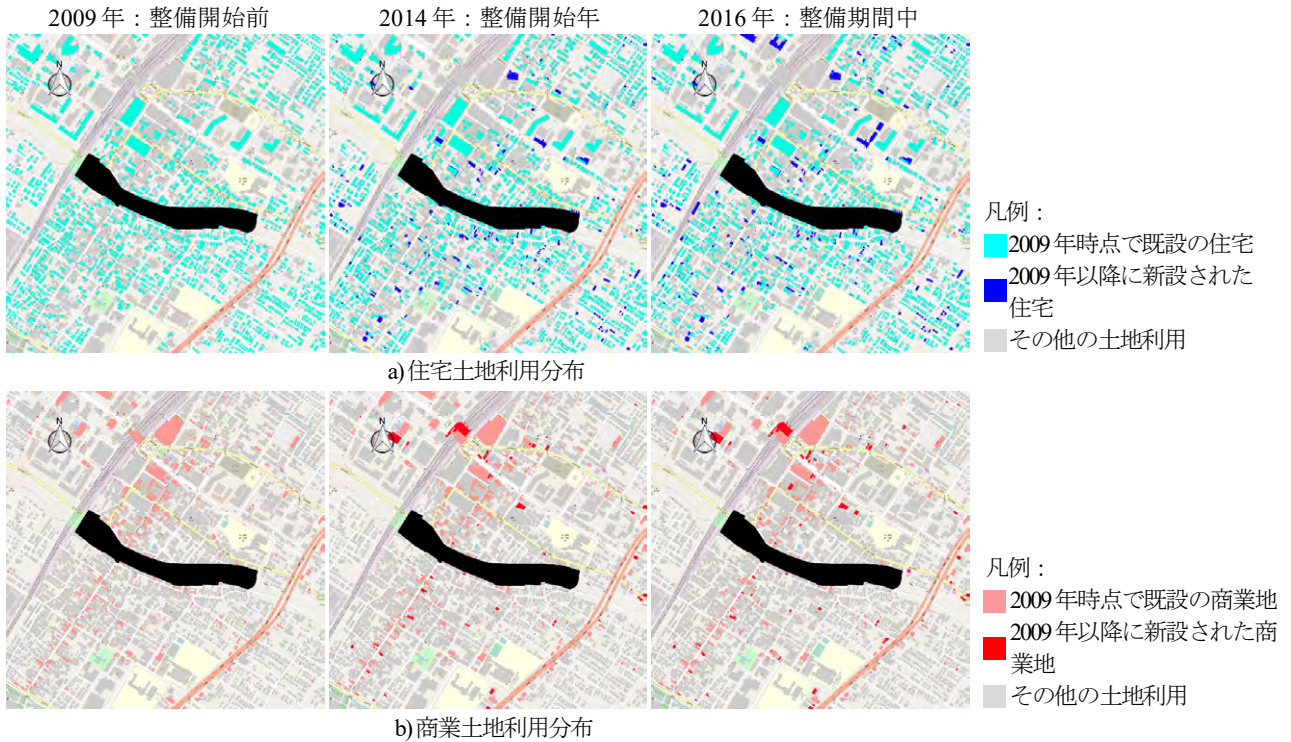 2009年：整備開始前
2014年：整備開始年
2016年：整備期間中
N
N
N
凡例：
2009年時点で既設の住宅
2009年以降に新設された
住宅
その他の土地利用
a)住宅土地利用分布
N
N
N
凡例：
2009年時点で既設の商業地
2009年以降に新設された商
業地
その他の土地利用
b)商業土地利用分布